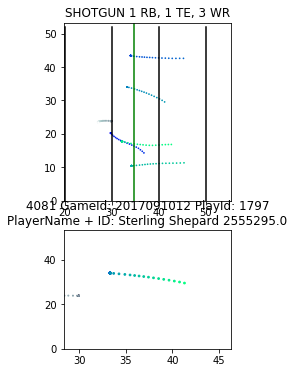 SHOTGUN 1 RB, 1 TE, 3 WR
50
40
30
20
10
0
20 30 40 50
4081 GameId: 2017091012 PlayId: 1797
PlayerName + ID: Sterling Shepard 2555295.0
40
20
0
30 35 40 45